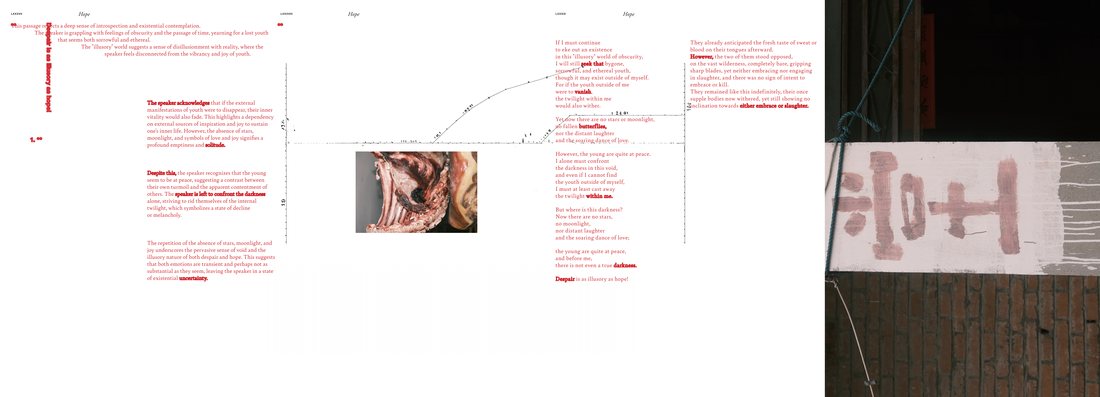 Hope
This passage reflects a deep sense of introspection and existential contemplation.
The speaker is grappling with feelings of obscurity and the passage of time, yearning for a lost youth
that seems both sorrowful and ethereal.
The "illusory" world suggests a sense of disillusionment with reality, where the
speaker feels disconnected from the vibrancy and joy of youth.
Despair is as illusory as hope!
1.
The speaker acknowledges that if the external
manifestations of youth were to disappear, their inner
vitality would also fade. This highlights a dependency
on external sources of inspiration and joy to sustain
one's inner life. However, the absence of stars,
moonlight, and symbols of love and joy signifies a
profound emptiness and solitude.
Despite this, the speaker recognizes that the young
seem to be at peace, suggesting a contrast between
their own turmoil and the apparent contentment of
others. The speaker is left to confront the darkness
alone, striving to rid themselves of the internal
twilight, which symbolizes a state of decline
or melancholy.
The repetition of the absence of stars, moonlight, and
joy underscores the pervasive sense of void and the
illusory nature of both despair and hope. This suggests
that both emotions are transient and perhaps not as
substantial as they seem, leaving the speaker in a state
of existential uncertainty.
Hope
Hope
If I must continue
to eke out an existence
in this "illusory" world of obscurity,
I will still seek that bygone,
sorrowful, and ethereal youth,
though it may exist outside of myself.
For if the youth outside of me
were to vanish,
the twilight within me
would also wither.
Yet now there are no stars or moonlight,
no fallen butterflies,
nor the distant laughter
and the soaring dance of love.
However, the young are quite at peace.
I alone must confront
the darkness in this void,
and even if I cannot find
the youth outside of myself,
I must at least cast away
the twilight within me.
But where is this darkness?
Now there are no stars,
no moonlight,
nor distant laughter
and the soaring dance of love;
the young are quite at peace,
and before me,
there is not even a true darkness.
Despair is as illusory as hope!
They already anticipated the fresh taste of sweat or
blood on their tongues afterward.
However, the two of them stood opposed,
on the vast wilderness, completely bare, gripping
sharp blades, yet neither embracing nor engaging
in slaughter, and there was no sign of intent to
embrace or kill.
They remained like this indefinitely, their once
supple bodies now withered, yet still showing no
inclination towards either embrace or slaughter.